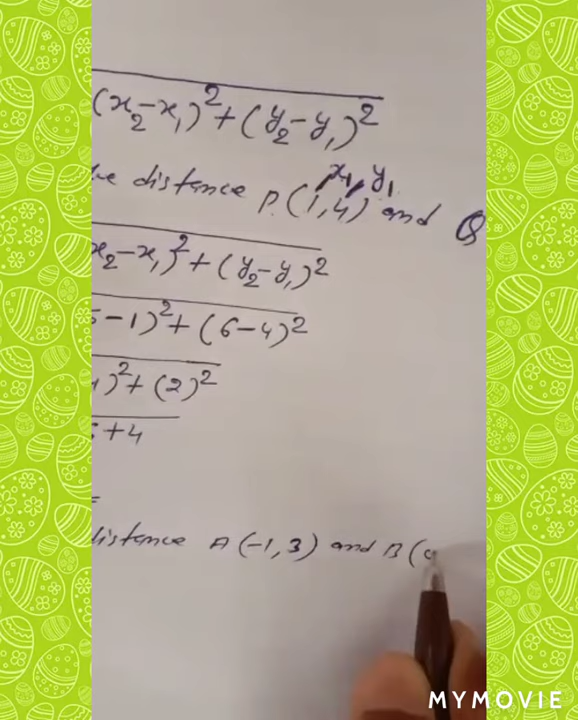 (x₂-x₁)²+(y₂-y₁)²
x₁, y₁
distance P(1,4) and Q
x₂-x₁)²+(y₂-y₁)²
-1)²+(6-4)²
)²+(2)²
+4
distance A(-1,3) and B(
MYMOVIE